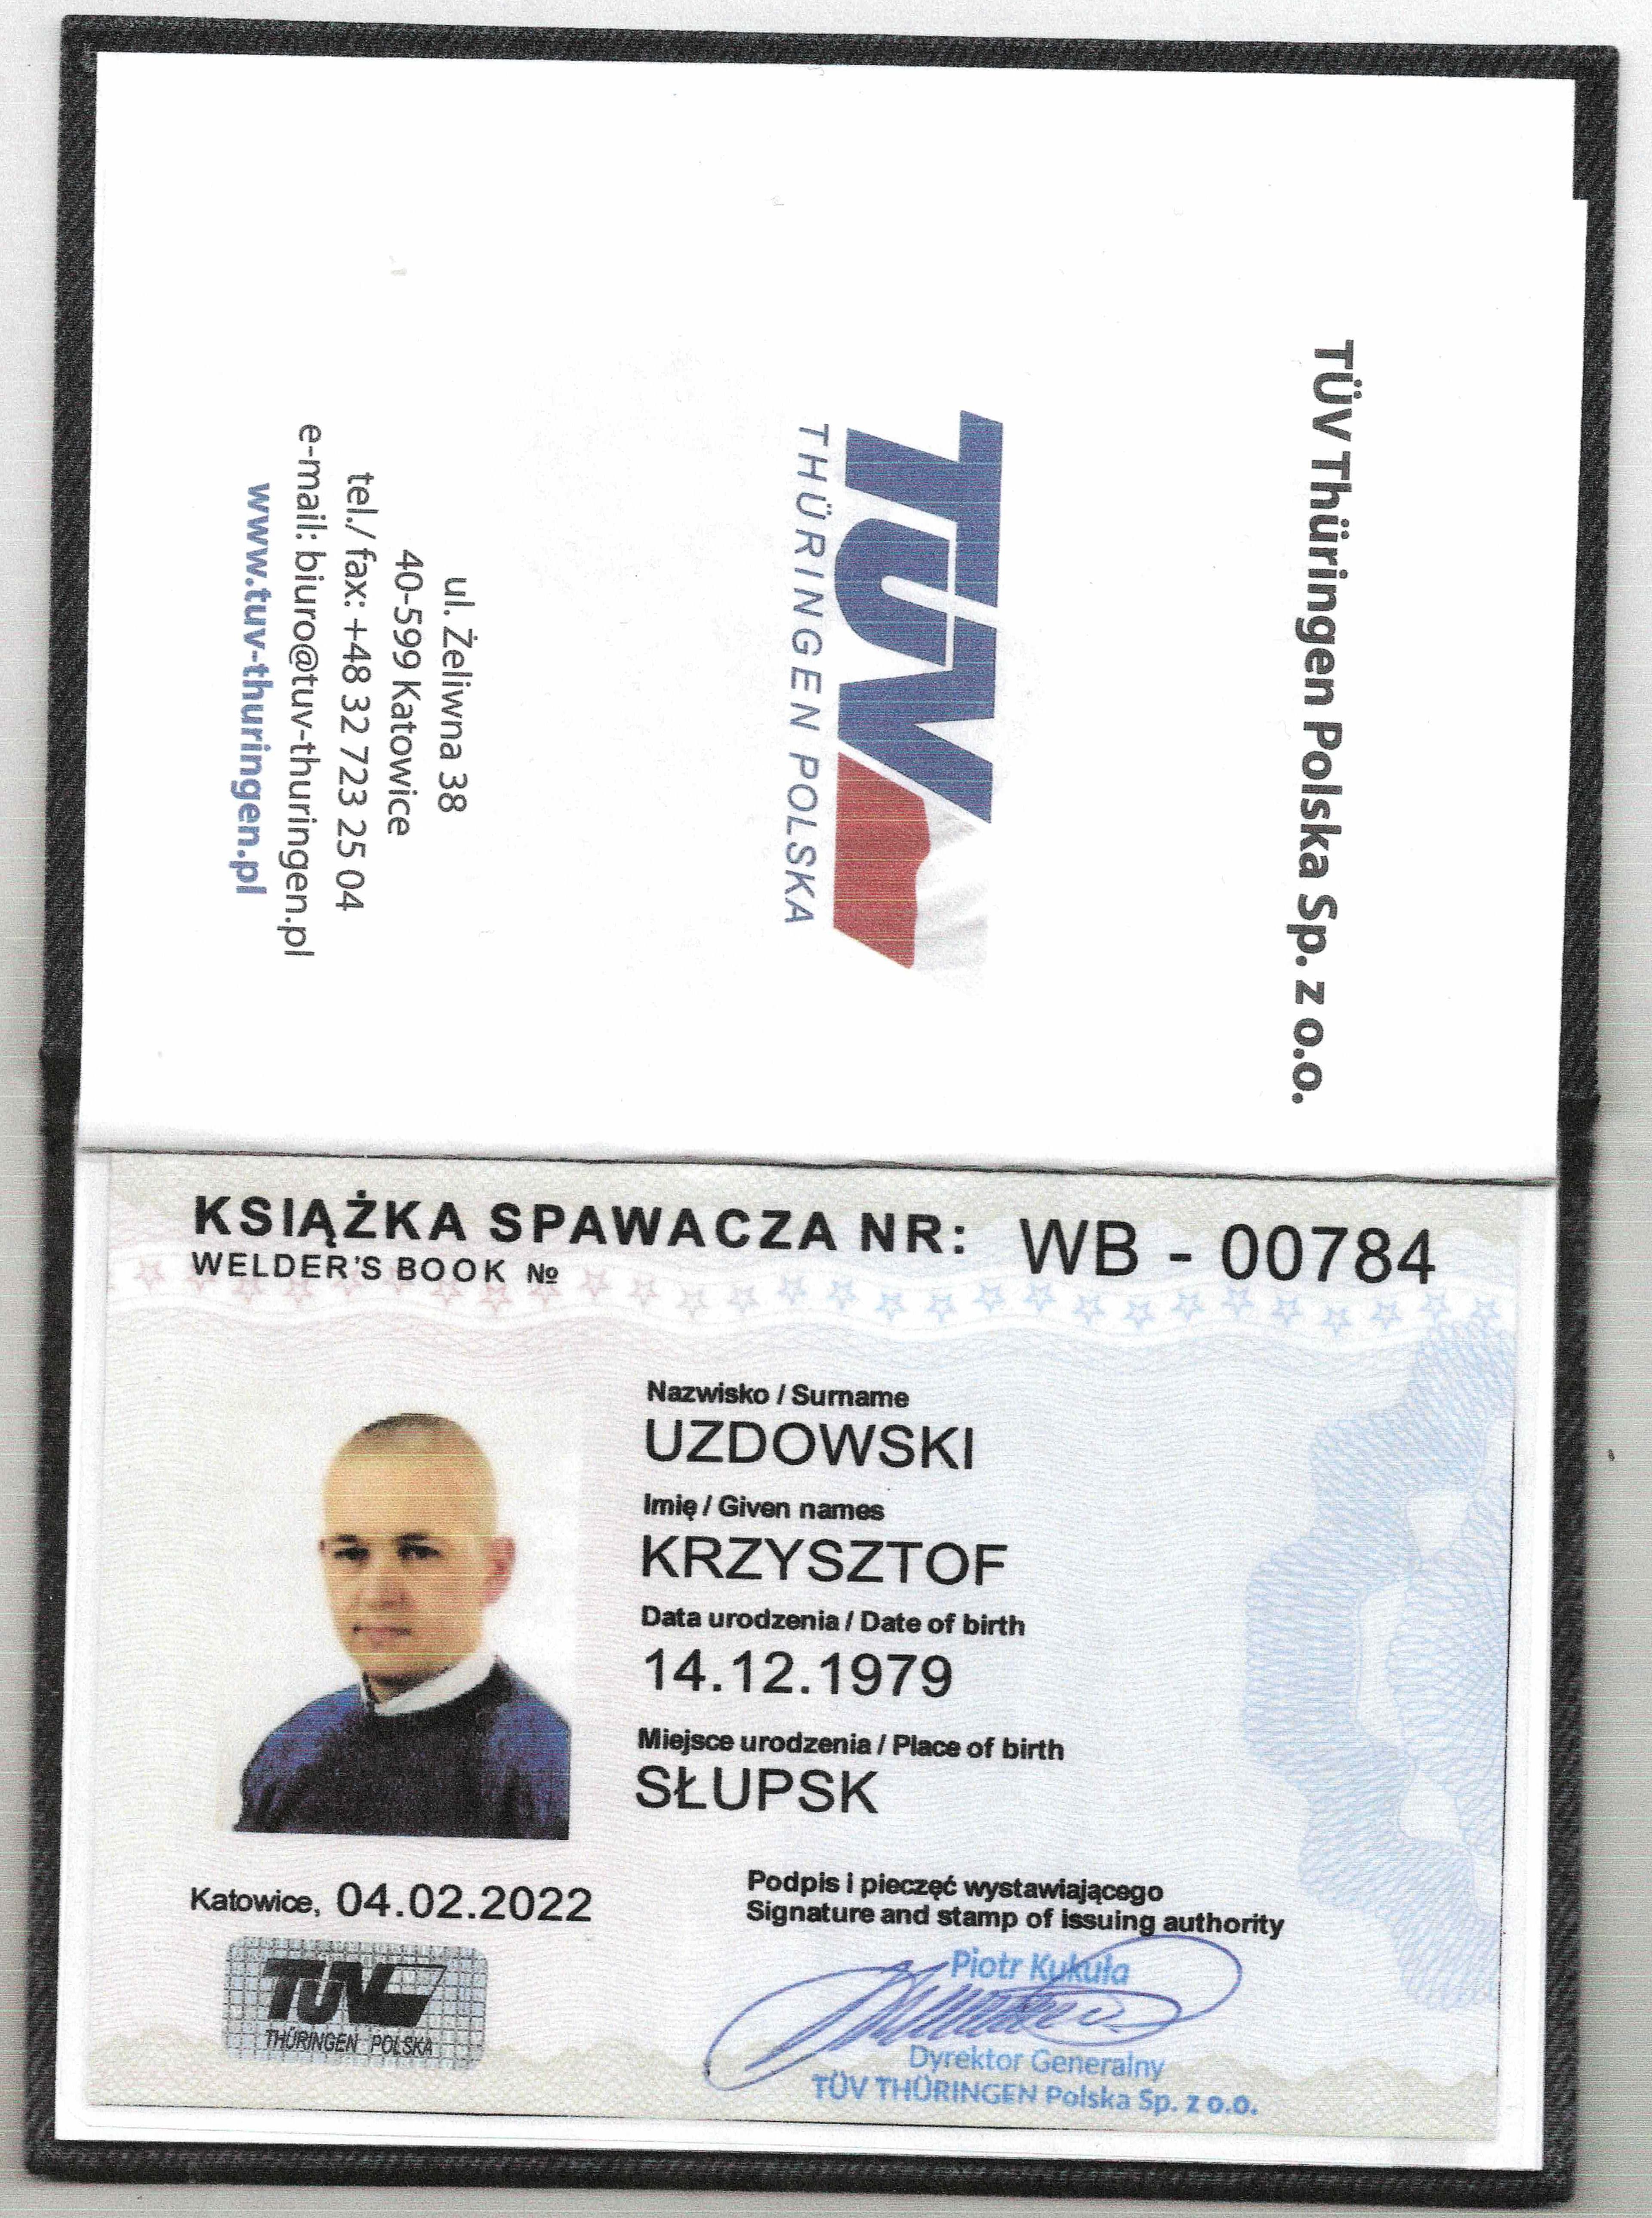 TÜV Thüringen Polska Sp. z o.o.
TÜV
THÜRINGEN POLSKA
ul. Żeliwna 38
40-599 Katowice
tel./ fax: +48 32 723 25 04
e-mail: biuro@tuv-thuringen.pl
www.tuv-thuringen.pl
KSIĄŻKA SPAWACZA NR: WB - 00784
WELDER'S BOOK №
Nazwisko / Surname
UZDOWSKI
Imię / Given names
KRZYSZTOF
Data urodzenia / Date of birth
14.12.1979
Miejsce urodzenia / Place of birth
SŁUPSK
Katowice, 04.02.2022
Podpis i pieczęć wystawiającego
Signature and stamp of issuing authority
TÜV
THÜRINGEN POLSKA
Piotr Kukuła
Dyrektor Generalny
TÜV THÜRINGEN Polska Sp. z o.o.